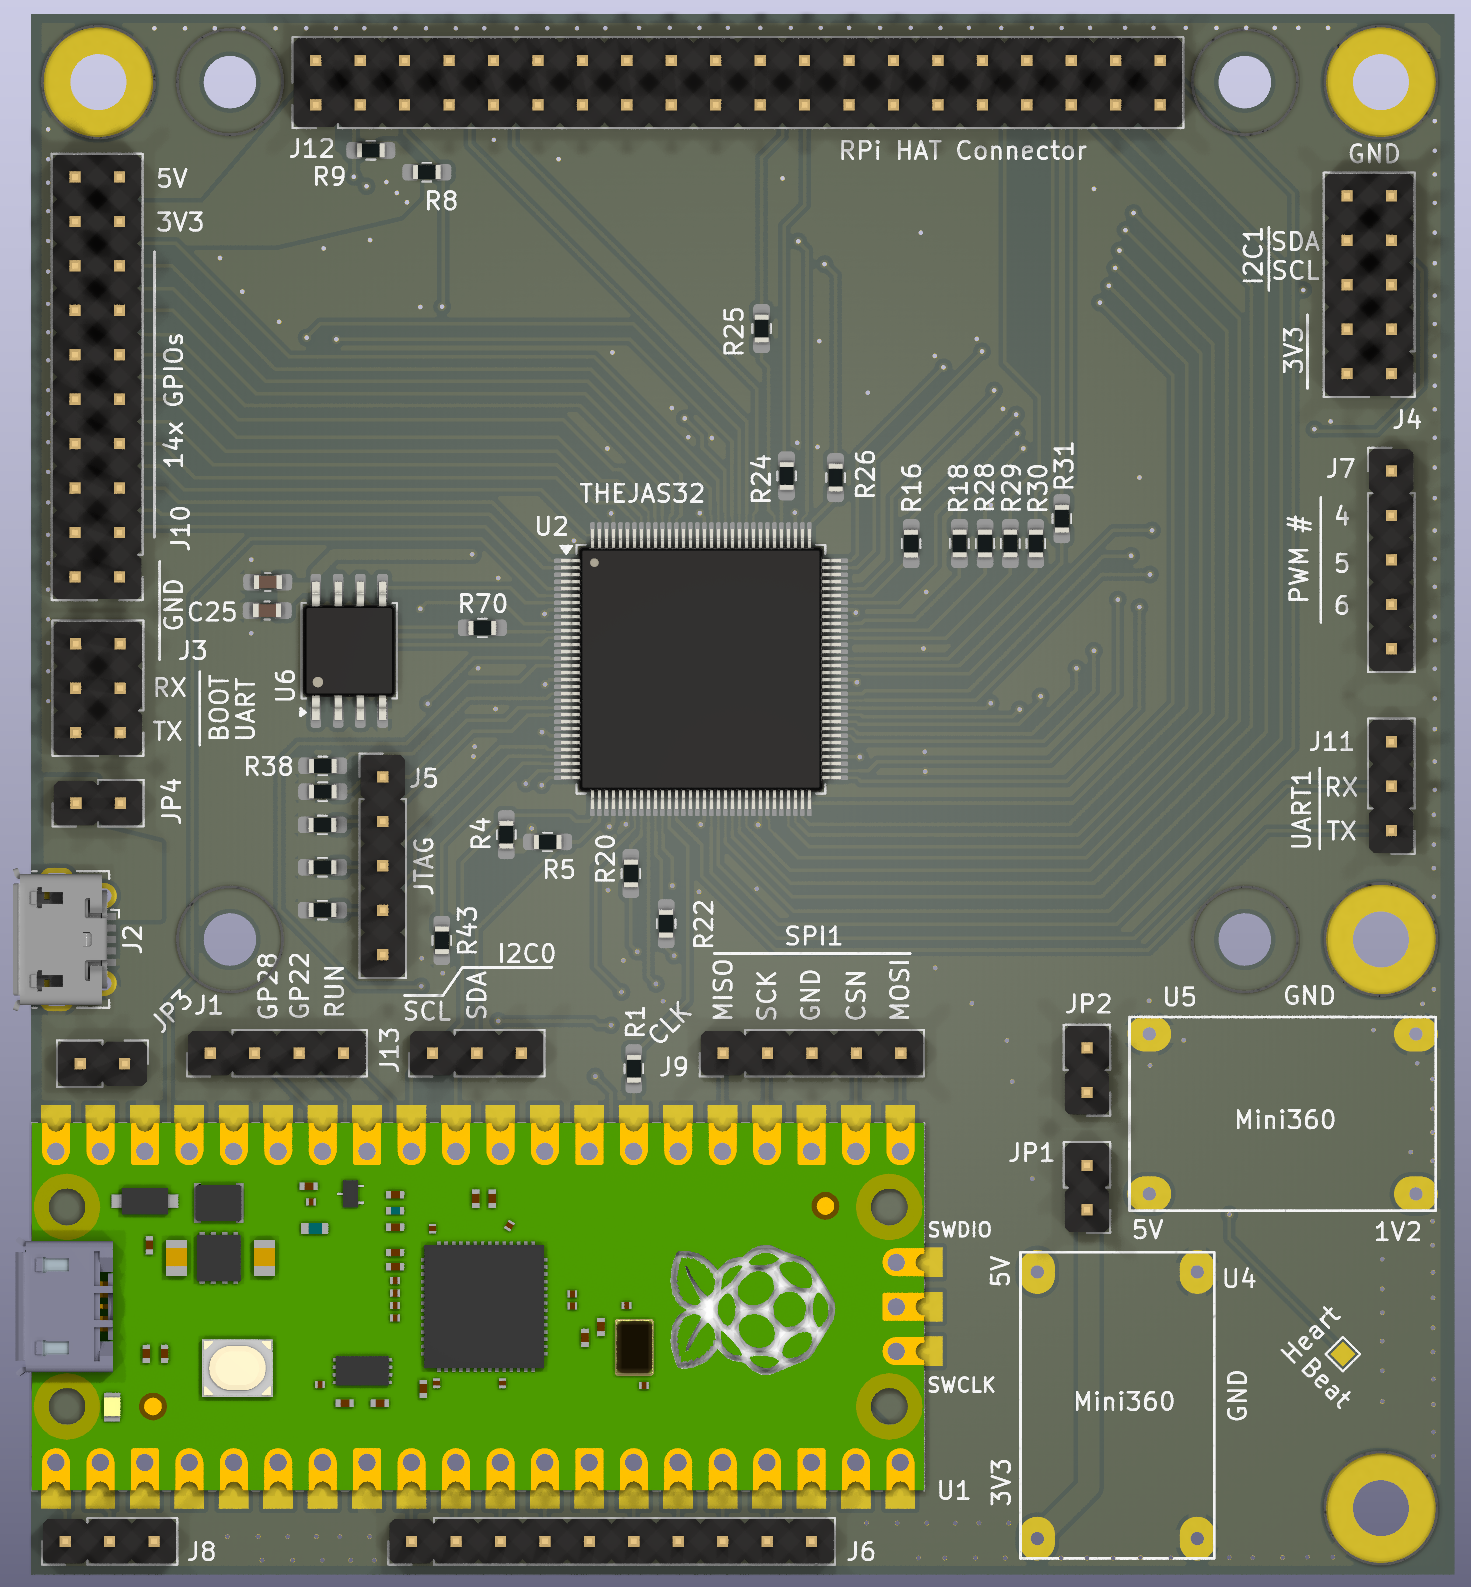 J12
R9
R8
RPi HAT Connector
GND
5V
3V3
14x GPIOs
J10
I2C1
SDA
SCL
3V3
J4
R25
THEJAS32
U2
R24
R26
R16
R18
R28
R29
R30
R31
J7
PWM #
4
5
6
GND
C25
J3
RX
TX
BOOT
UART
U6
R70
R38
J5
JTAG
JP4
J11
UART1
RX
TX
R4
R5
R20
R22
R43
J2
I2C0
SCL
SDA
SPI1
MISO
SCK
GND
CSN
MOSI
JP3
J1
GP28
GP22
RUN
J13
R1
CLK
J9
JP2
U5
GND
Mini360
JP1
5V
1V2
SWDIO
5V
U4
SWCLK
Mini360
GND
3V3
Heart
Beat
U1
J8
J6